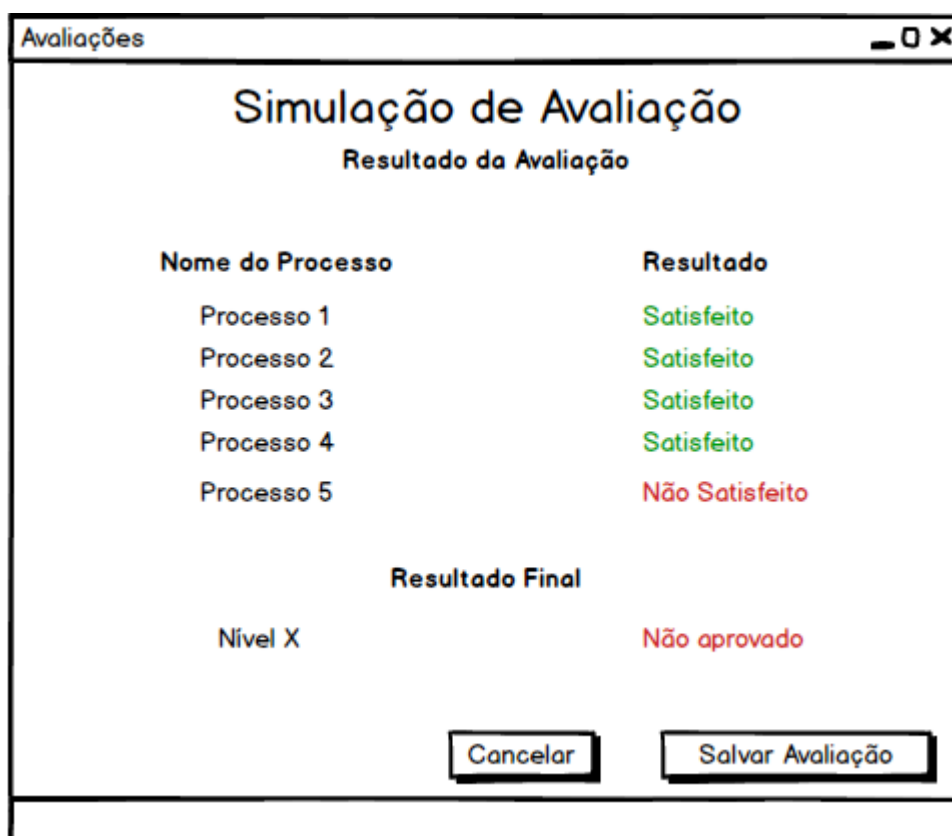 Avaliações
Simulação de Avaliação
Resultado da Avaliação
Nome do Processo Resultado
Processo 1 Satisfeito
Processo 2 Satisfeito
Processo 3 Satisfeito
Processo 4 Satisfeito
Processo 5 Não Satisfeito
Resultado Final
Nível X Não aprovado
Cancelar Salvar Avaliação